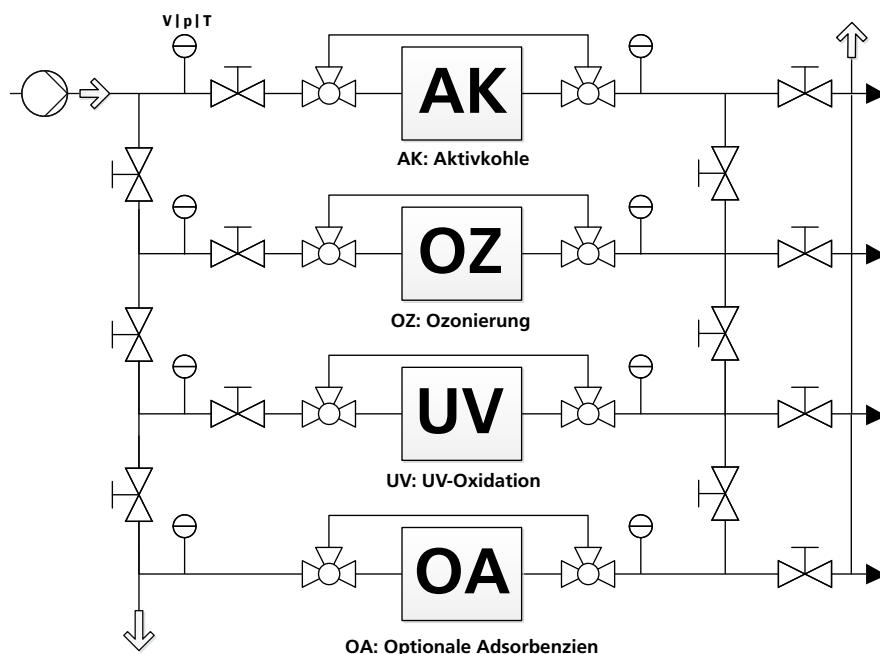 V | p | T
AK
AK: Aktivkohle
OZ
OZ: Ozonierung
UV
UV: UV-Oxidation
OA
OA: Optionale Adsorbenzien